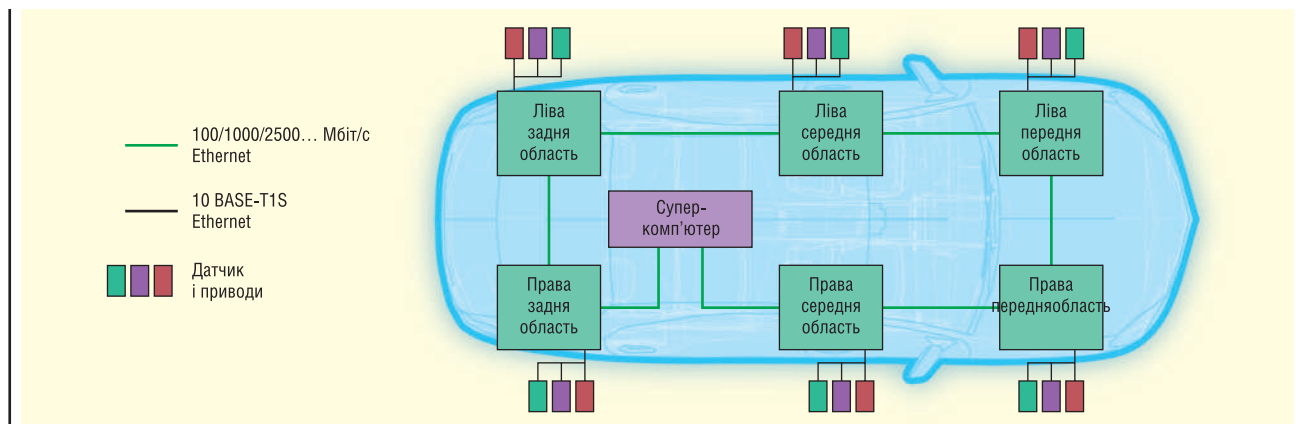 100/1000/2500... Мбіт/с
Ethernet
10 BASE-T1S
Ethernet
Датчик
і приводи
Ліва
задня
область
Ліва
середня
область
Ліва
передня
область
Супер-
комп'ютер
Права
задня
область
Права
середня
область
Права
передняобласть